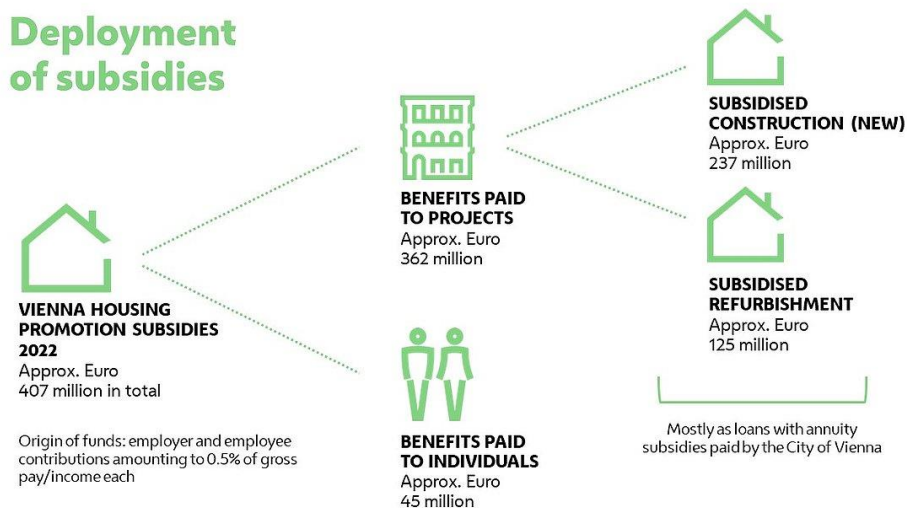 Deployment
of subsidies
VIENNA HOUSING
PROMOTION SUBSIDIES
2022
Approx. Euro
407 million in total
Origin of funds: employer and employee
contributions amounting to 0.5% of gross
pay/income each
BENEFITS PAID
TO PROJECTS
Approx. Euro
362 million
BENEFITS PAID
TO INDIVIDUALS
Approx. Euro
45 million
SUBSIDISED
CONSTRUCTION (NEW)
Approx. Euro
237 million
SUBSIDISED
REFURBISHMENT
Approx. Euro
125 million
Mostly as loans with annuity
subsidies paid by the City of Vienna